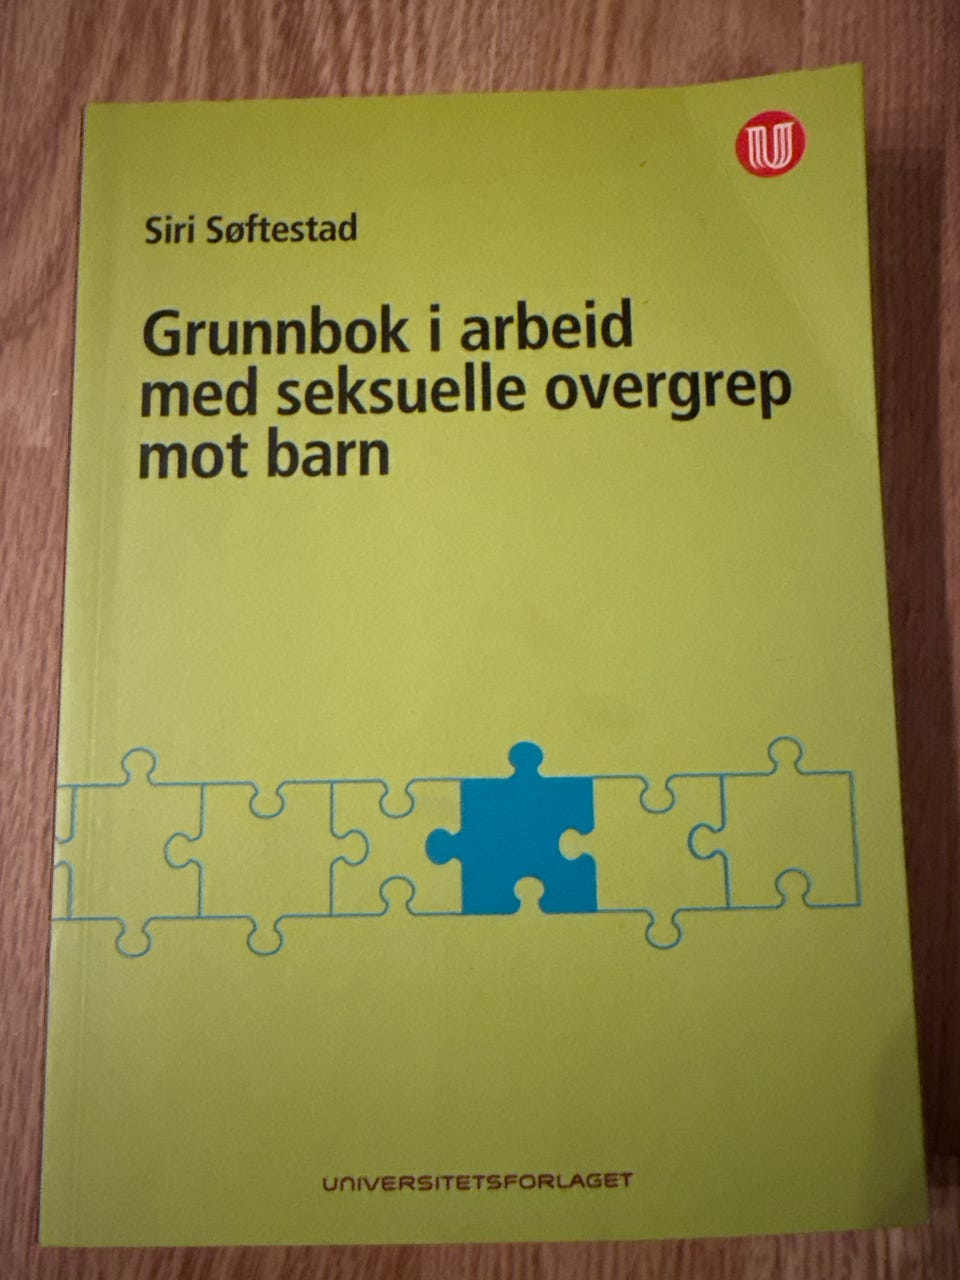 U
Siri Søftestad
Grunnbok i arbeid
med seksuelle overgrep
mot barn
UNIVERSITETSFORLAGET